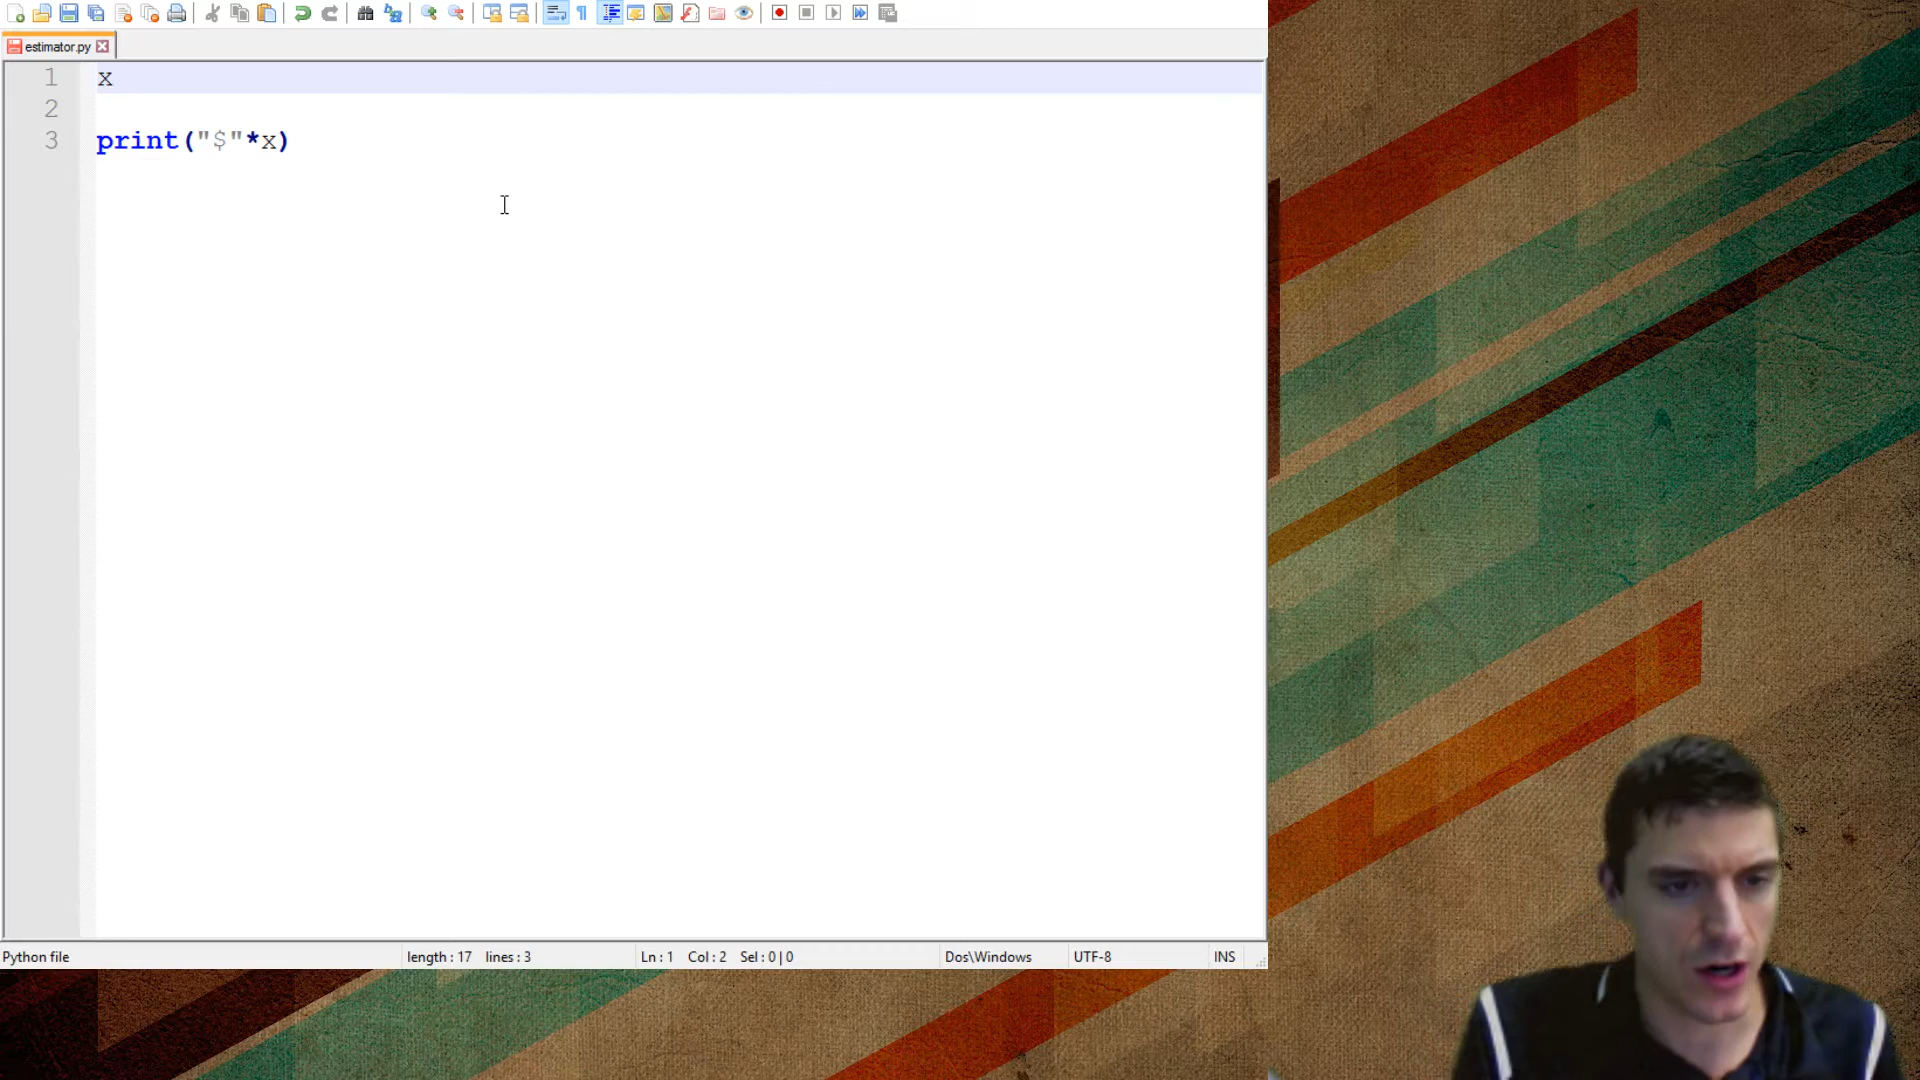 estimator.py
1 x
2
3 print("$"*x)
Python file length : 17 lines : 3 Ln : 1 Col : 2 Sel : 0 | 0 Dos\Windows UTF-8 INS